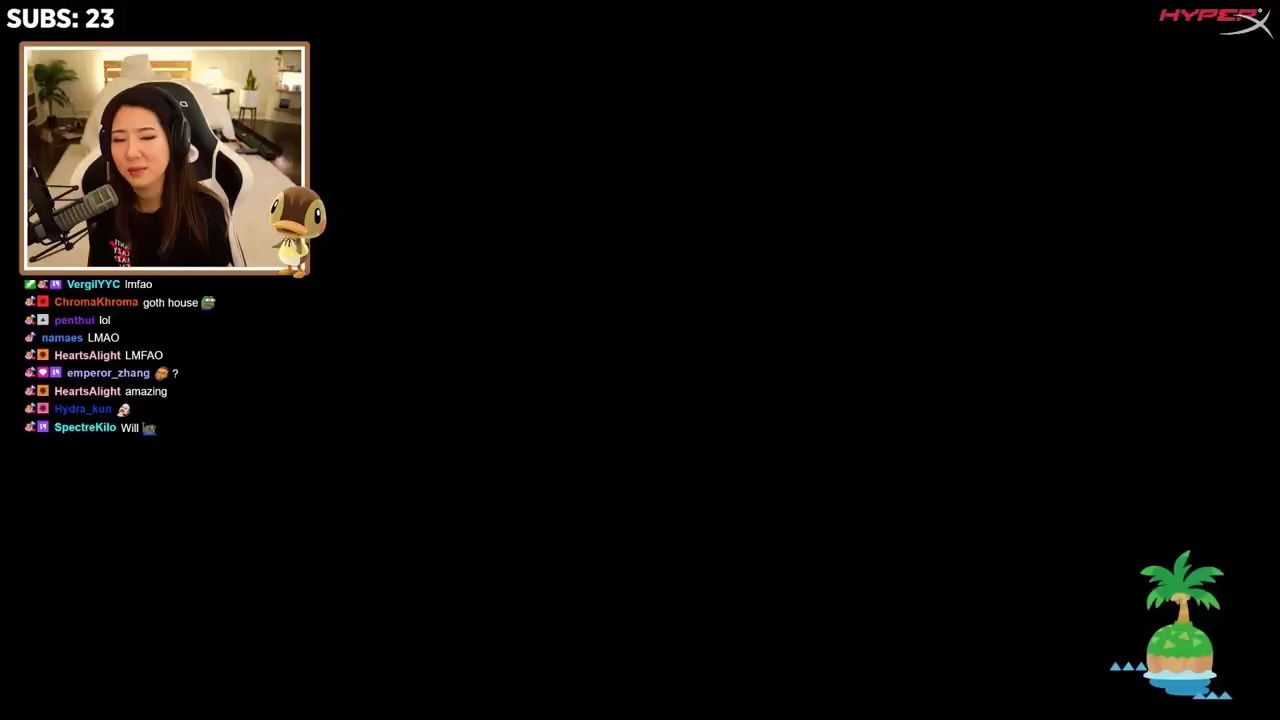 SUBS: 23
HYPERX
VergilYYC lmfao
ChromaKhroma goth house
penthui lol
namaes LMAO
HeartsAlight LMFAO
emperor_zhang ?
HeartsAlight amazing
Hydra_kun
SpectreKilo Will